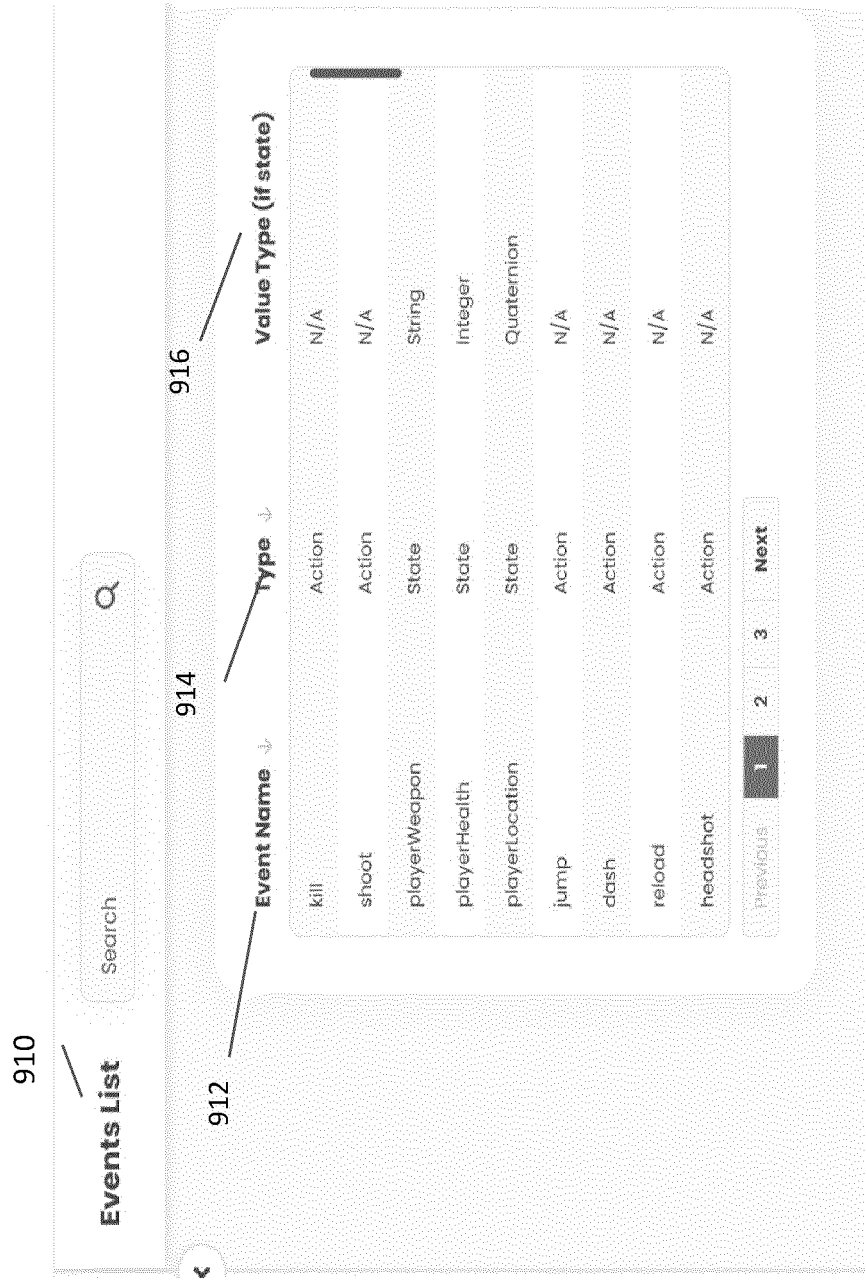 910
Events List
Search
912
914
916
Event Name ↓ Type ↓ Value Type (if state)
kill Action N/A
shoot Action N/A
playerWeapon State String
playerHealth State Integer
playerLocation State Quaternion
jump Action N/A
dash Action N/A
reload Action N/A
headshot Action N/A
Previous 1 2 3 Next